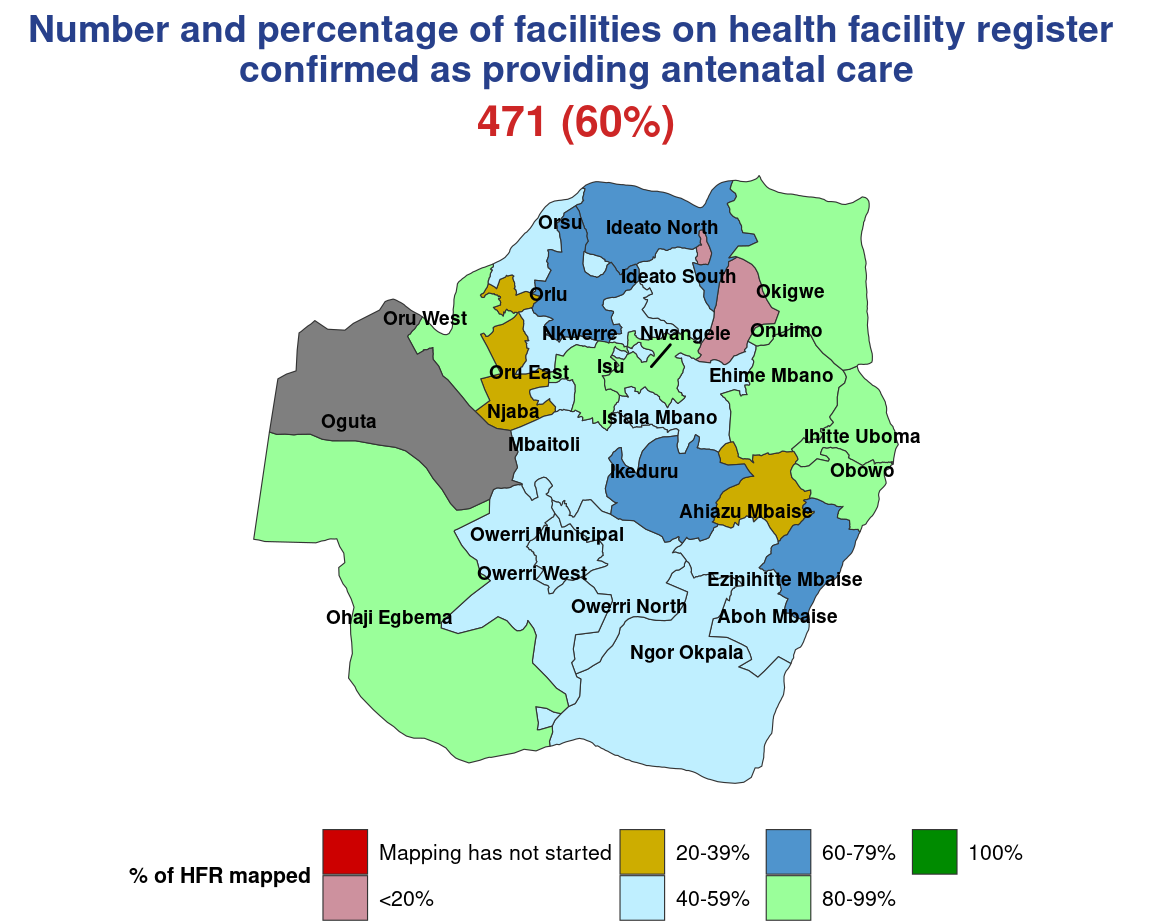 Number and percentage of facilities on health facility register
confirmed as providing antenatal care
471 (60%)
Orsu
Ideato North
Ideato South
Orlu
Okigwe
Oru West
Nkwerre
Nwangele
Onuimo
Isu
Oru East
Ehime Mbano
Njaba
Isiala Mbano
Oguta
Mbaitoli
Ihitte Uboma
Ikeduru
Obowo
Ahiazu Mbaise
Owerri Municipal
Owerri West
Ezinihitte Mbaise
Owerri North
Ohaji Egbema
Aboh Mbaise
Ngor Okpala
% of HFR mapped
Mapping has not started
<20%
20-39%
40-59%
60-79%
80-99%
100%